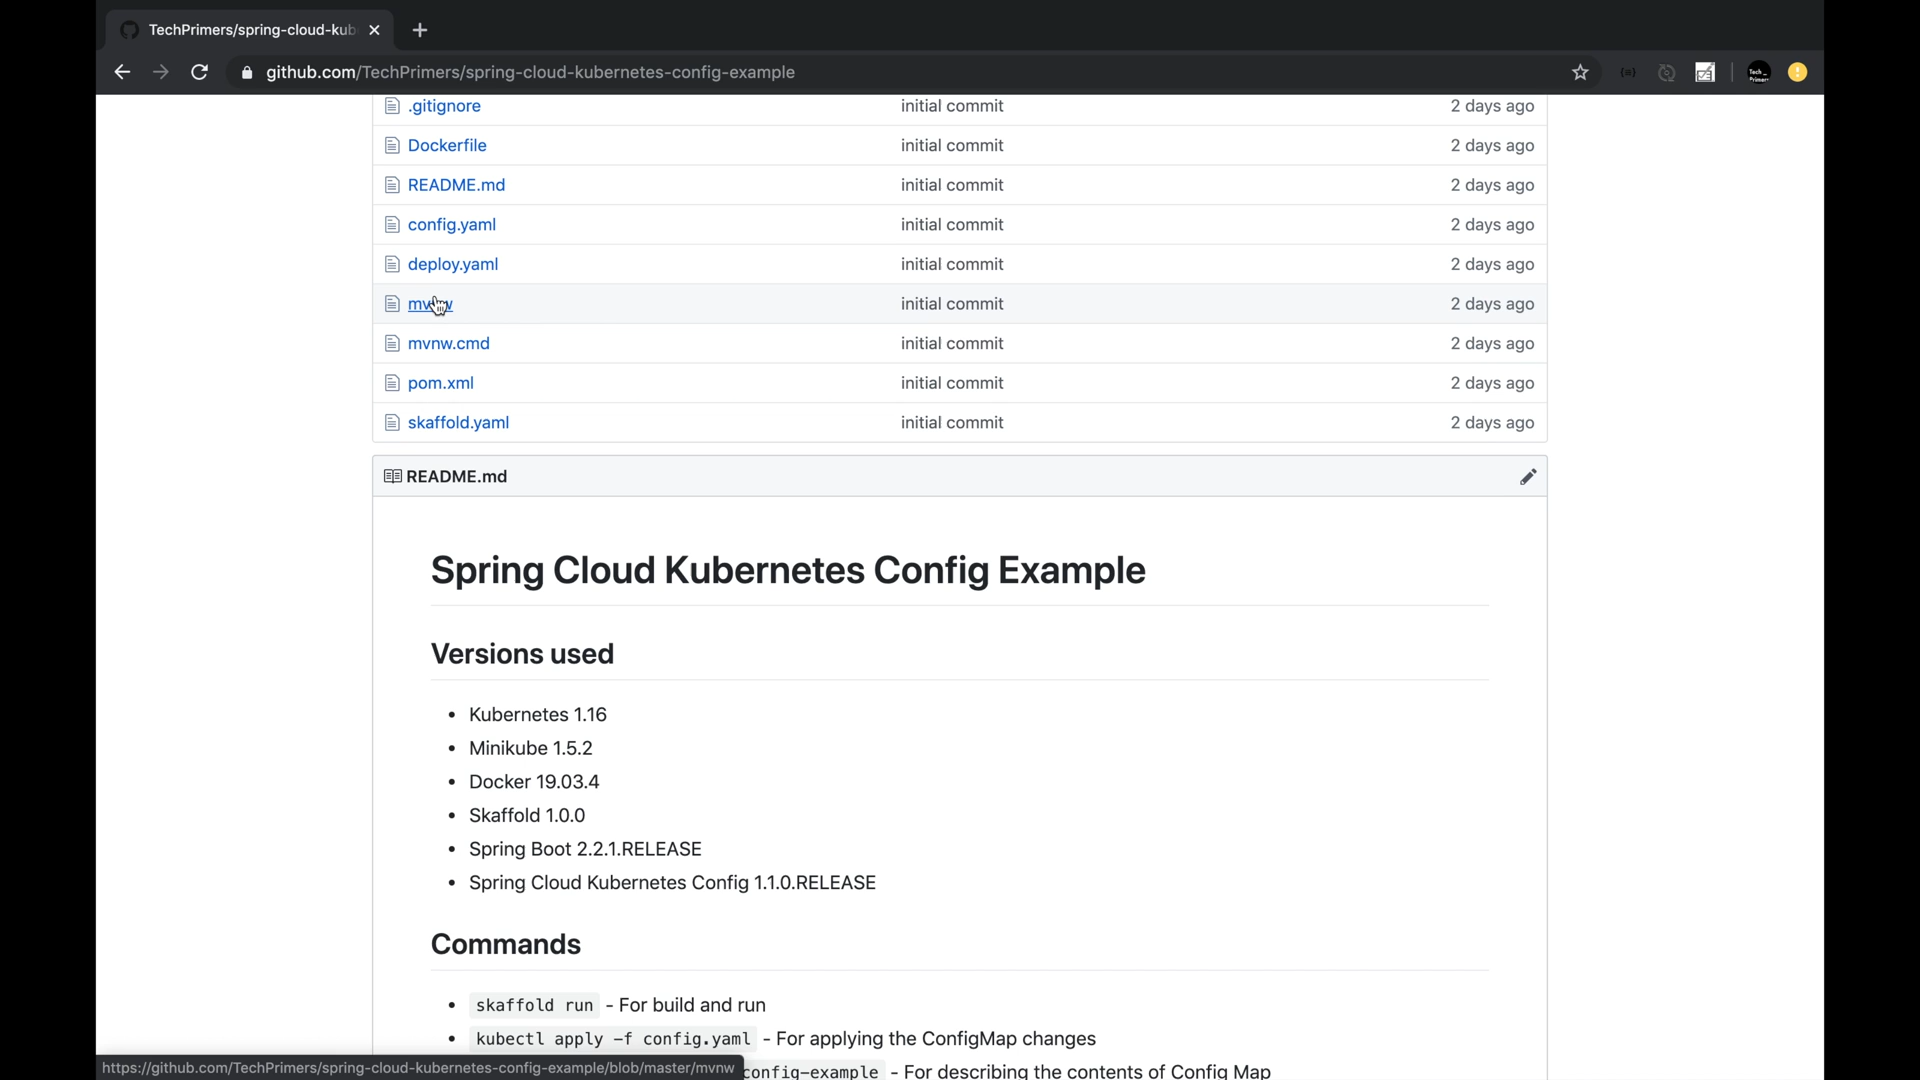 TechPrimers/spring-cloud-kub
github.com/TechPrimers/spring-cloud-kubernetes-config-example
.gitignore initial commit 2 days ago
Dockerfile initial commit 2 days ago
README.md initial commit 2 days ago
config.yaml initial commit 2 days ago
deploy.yaml initial commit 2 days ago
mvnw initial commit 2 days ago
mvnw.cmd initial commit 2 days ago
pom.xml initial commit 2 days ago
skaffold.yaml initial commit 2 days ago
README.md
Spring Cloud Kubernetes Config Example
Versions used
• Kubernetes 1.16
• Minikube 1.5.2
• Docker 19.03.4
• Skaffold 1.0.0
• Spring Boot 2.2.1.RELEASE
• Spring Cloud Kubernetes Config 1.1.0.RELEASE
Commands
• skaffold run - For build and run
• kubectl apply -f config.yaml - For applying the ConfigMap changes
config-example - For describing the contents of Config Map
https://github.com/TechPrimers/spring-cloud-kubernetes-config-example/blob/master/mvnw